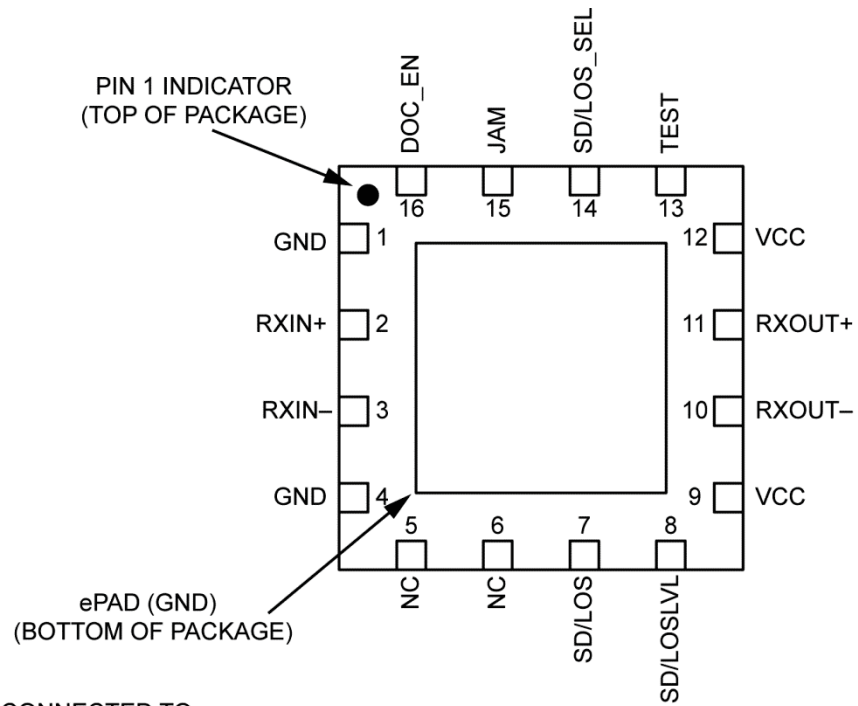 PIN 1 INDICATOR
(TOP OF PACKAGE)
DOC_EN
JAM
SD/LOS_SEL
TEST
16
15
14
13
GND
1
12
VCC
RXIN+
2
11
RXOUT+
RXIN–
3
10
RXOUT–
GND
4
9
VCC
5
6
7
8
NC
NC
SD/LOS
SD/LOSLVL
ePAD (GND)
(BOTTOM OF PACKAGE)
CONNECTED TO